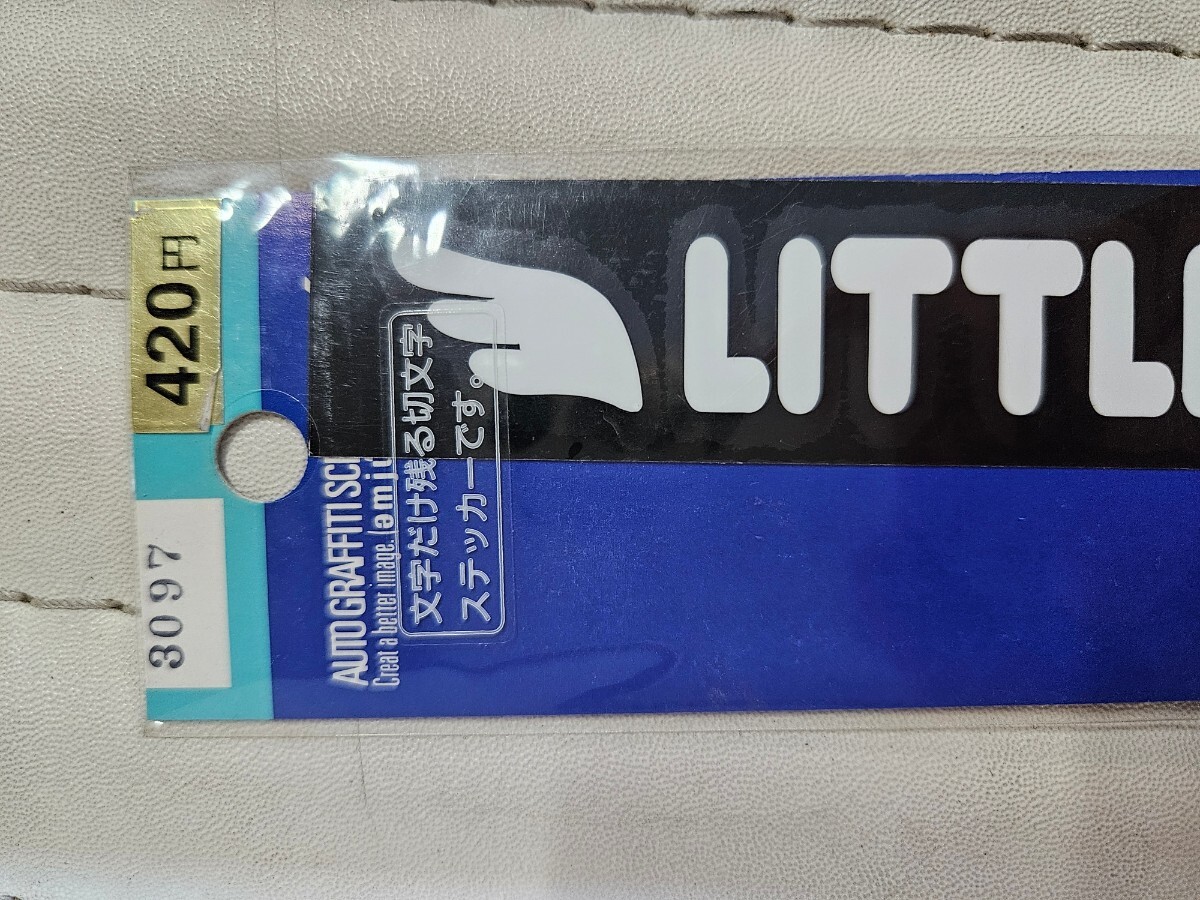 420円
3097
AUTO GRAFFITI SC
Creat a better image.
文字だけ残る切文字
ステッカーです。
LITTL